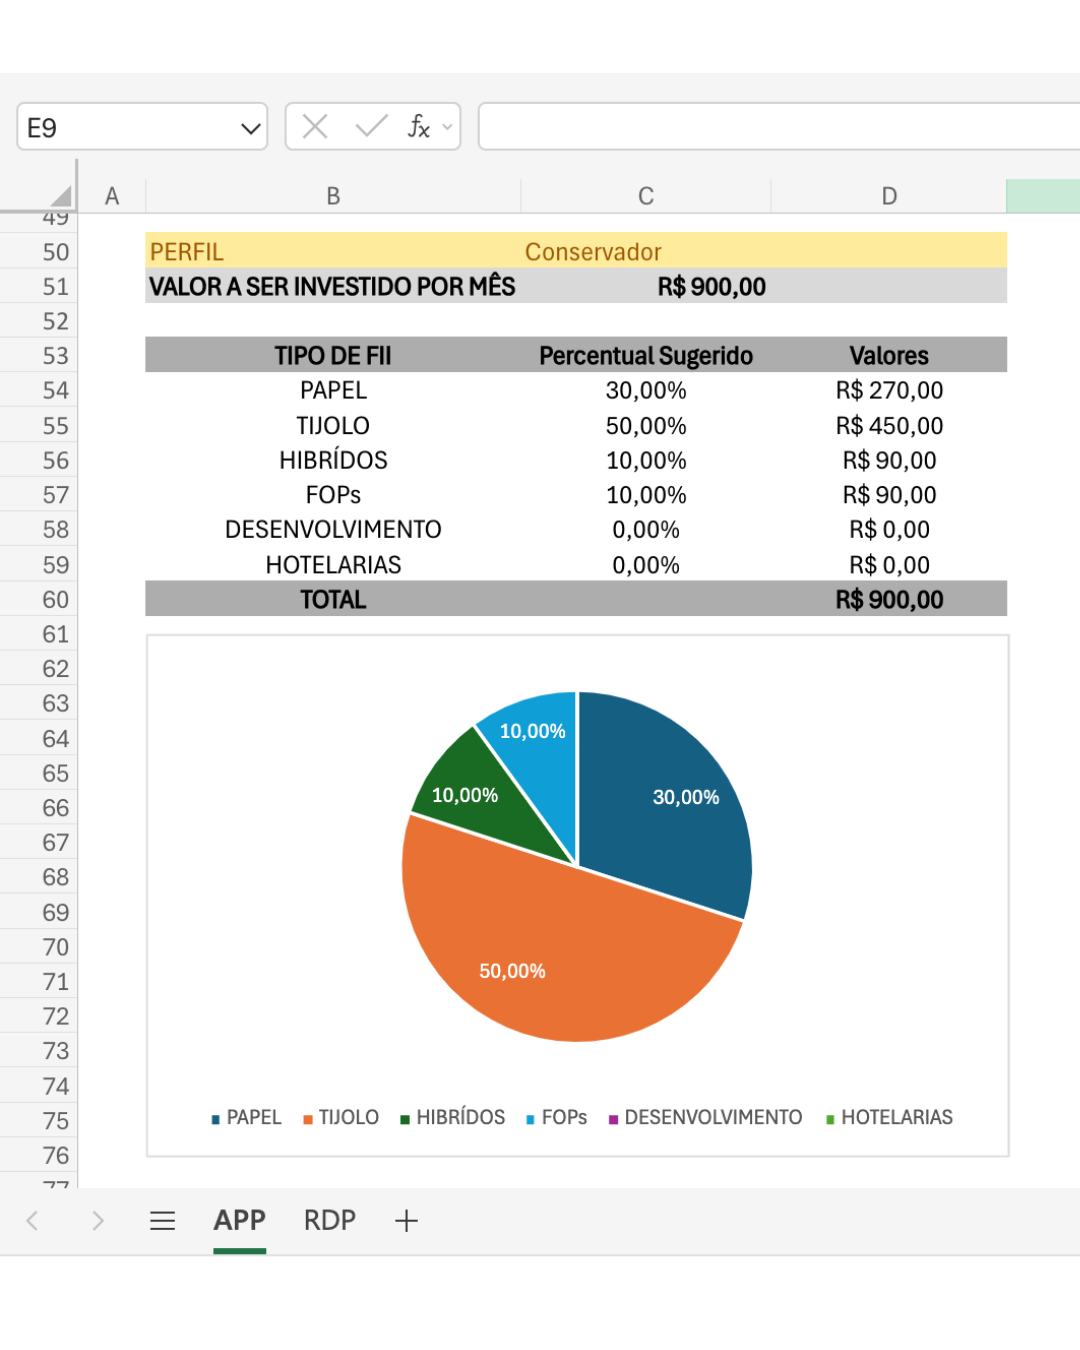 E9
fx
A B C D
49
50 PERFIL Conservador
51 VALOR A SER INVESTIDO POR MÊS R$ 900,00
52
53 TIPO DE FII Percentual Sugerido Valores
54 PAPEL 30,00% R$ 270,00
55 TIJOLO 50,00% R$ 450,00
56 HIBRÍDOS 10,00% R$ 90,00
57 FOPs 10,00% R$ 90,00
58 DESENVOLVIMENTO 0,00% R$ 0,00
59 HOTELARIAS 0,00% R$ 0,00
60 TOTAL R$ 900,00
61
62
63
64 10,00%
65
66 10,00% 30,00%
67
68
69
70
71 50,00%
72
73
74
75 PAPEL TIJOLO HIBRÍDOS FOPs DESENVOLVIMENTO HOTELARIAS
76
77
APP RDP